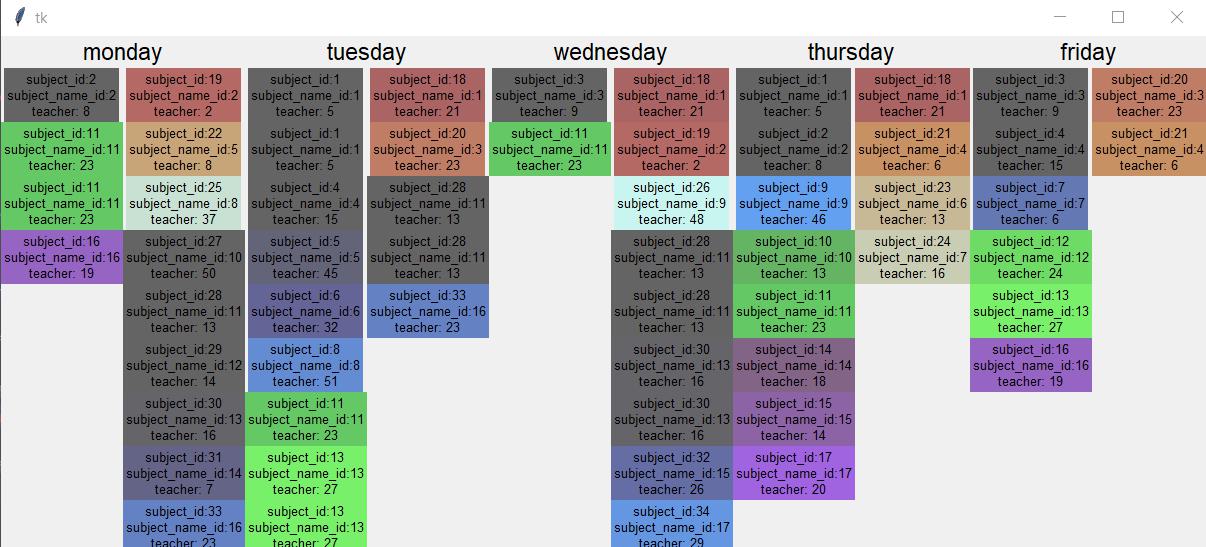 tk
monday
subject_id:2
subject_name_id:2
teacher: 8
subject_id:11
subject_name_id:11
teacher: 23
subject_id:11
subject_name_id:11
teacher: 23
subject_id:16
subject_name_id:16
teacher: 19
subject_id:19
subject_name_id:2
teacher: 2
subject_id:22
subject_name_id:5
teacher: 8
subject_id:25
subject_name_id:8
teacher: 37
subject_id:27
subject_name_id:10
teacher: 50
subject_id:28
subject_name_id:11
teacher: 13
subject_id:29
subject_name_id:12
teacher: 14
subject_id:30
subject_name_id:13
teacher: 16
subject_id:31
subject_name_id:14
teacher: 7
subject_id:33
subject_name_id:16
teacher: 23
tuesday
subject_id:1
subject_name_id:1
teacher: 5
subject_id:1
subject_name_id:1
teacher: 5
subject_id:4
subject_name_id:4
teacher: 15
subject_id:5
subject_name_id:5
teacher: 45
subject_id:6
subject_name_id:6
teacher: 32
subject_id:8
subject_name_id:8
teacher: 51
subject_id:11
subject_name_id:11
teacher: 23
subject_id:13
subject_name_id:13
teacher: 27
subject_id:13
subject_name_id:13
teacher: 27
subject_id:18
subject_name_id:1
teacher: 21
subject_id:20
subject_name_id:3
teacher: 23
subject_id:28
subject_name_id:11
teacher: 13
subject_id:28
subject_name_id:11
teacher: 13
subject_id:33
subject_name_id:16
teacher: 23
wednesday
subject_id:3
subject_name_id:3
teacher: 9
subject_id:11
subject_name_id:11
teacher: 23
subject_id:18
subject_name_id:1
teacher: 21
subject_id:19
subject_name_id:2
teacher: 2
subject_id:26
subject_name_id:9
teacher: 48
subject_id:28
subject_name_id:11
teacher: 13
subject_id:28
subject_name_id:11
teacher: 13
subject_id:30
subject_name_id:13
teacher: 16
subject_id:30
subject_name_id:13
teacher: 16
subject_id:32
subject_name_id:15
teacher: 26
subject_id:34
subject_name_id:17
teacher: 29
thursday
subject_id:1
subject_name_id:1
teacher: 5
subject_id:2
subject_name_id:2
teacher: 8
subject_id:9
subject_name_id:9
teacher: 46
subject_id:10
subject_name_id:10
teacher: 13
subject_id:11
subject_name_id:11
teacher: 23
subject_id:14
subject_name_id:14
teacher: 18
subject_id:15
subject_name_id:15
teacher: 14
subject_id:17
subject_name_id:17
teacher: 20
subject_id:18
subject_name_id:1
teacher: 21
subject_id:21
subject_name_id:4
teacher: 6
subject_id:23
subject_name_id:6
teacher: 13
subject_id:24
subject_name_id:7
teacher: 16
friday
subject_id:3
subject_name_id:3
teacher: 9
subject_id:4
subject_name_id:4
teacher: 15
subject_id:7
subject_name_id:7
teacher: 6
subject_id:12
subject_name_id:12
teacher: 24
subject_id:13
subject_name_id:13
teacher: 27
subject_id:16
subject_name_id:16
teacher: 19
subject_id:20
subject_name_id:3
teacher: 23
subject_id:21
subject_name_id:4
teacher: 6